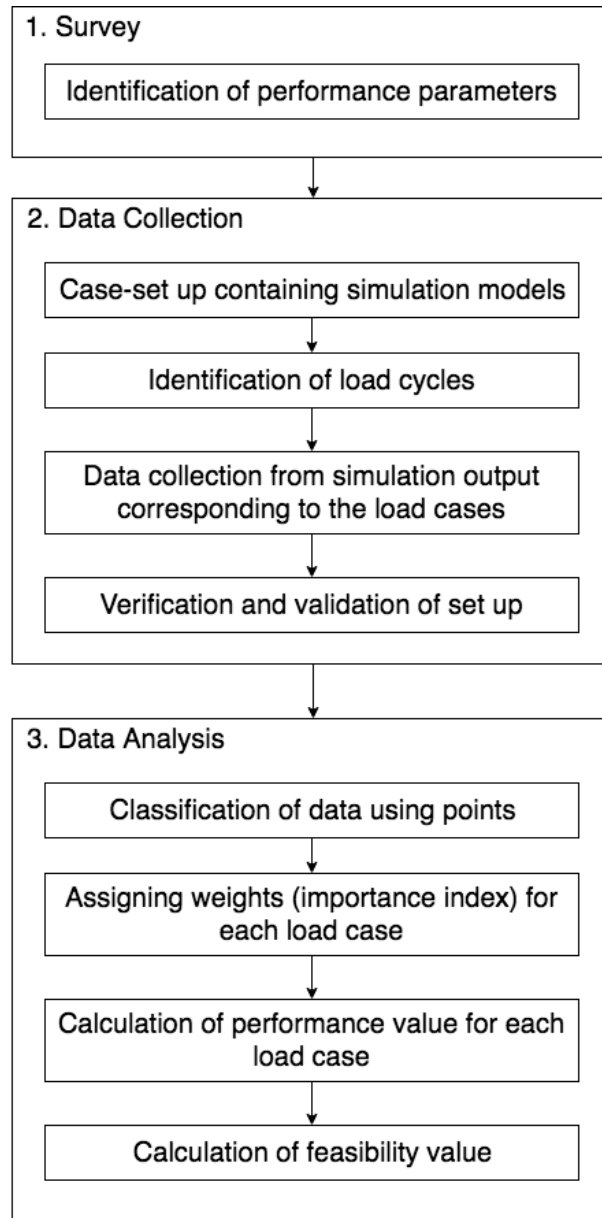 1. Survey
Identification of performance parameters
2. Data Collection
Case-set up containing simulation models
Identification of load cycles
Data collection from simulation output
corresponding to the load cases
Verification and validation of set up
3. Data Analysis
Classification of data using points
Assigning weights (importance index) for
each load case
Calculation of performance value for each
load case
Calculation of feasibility value